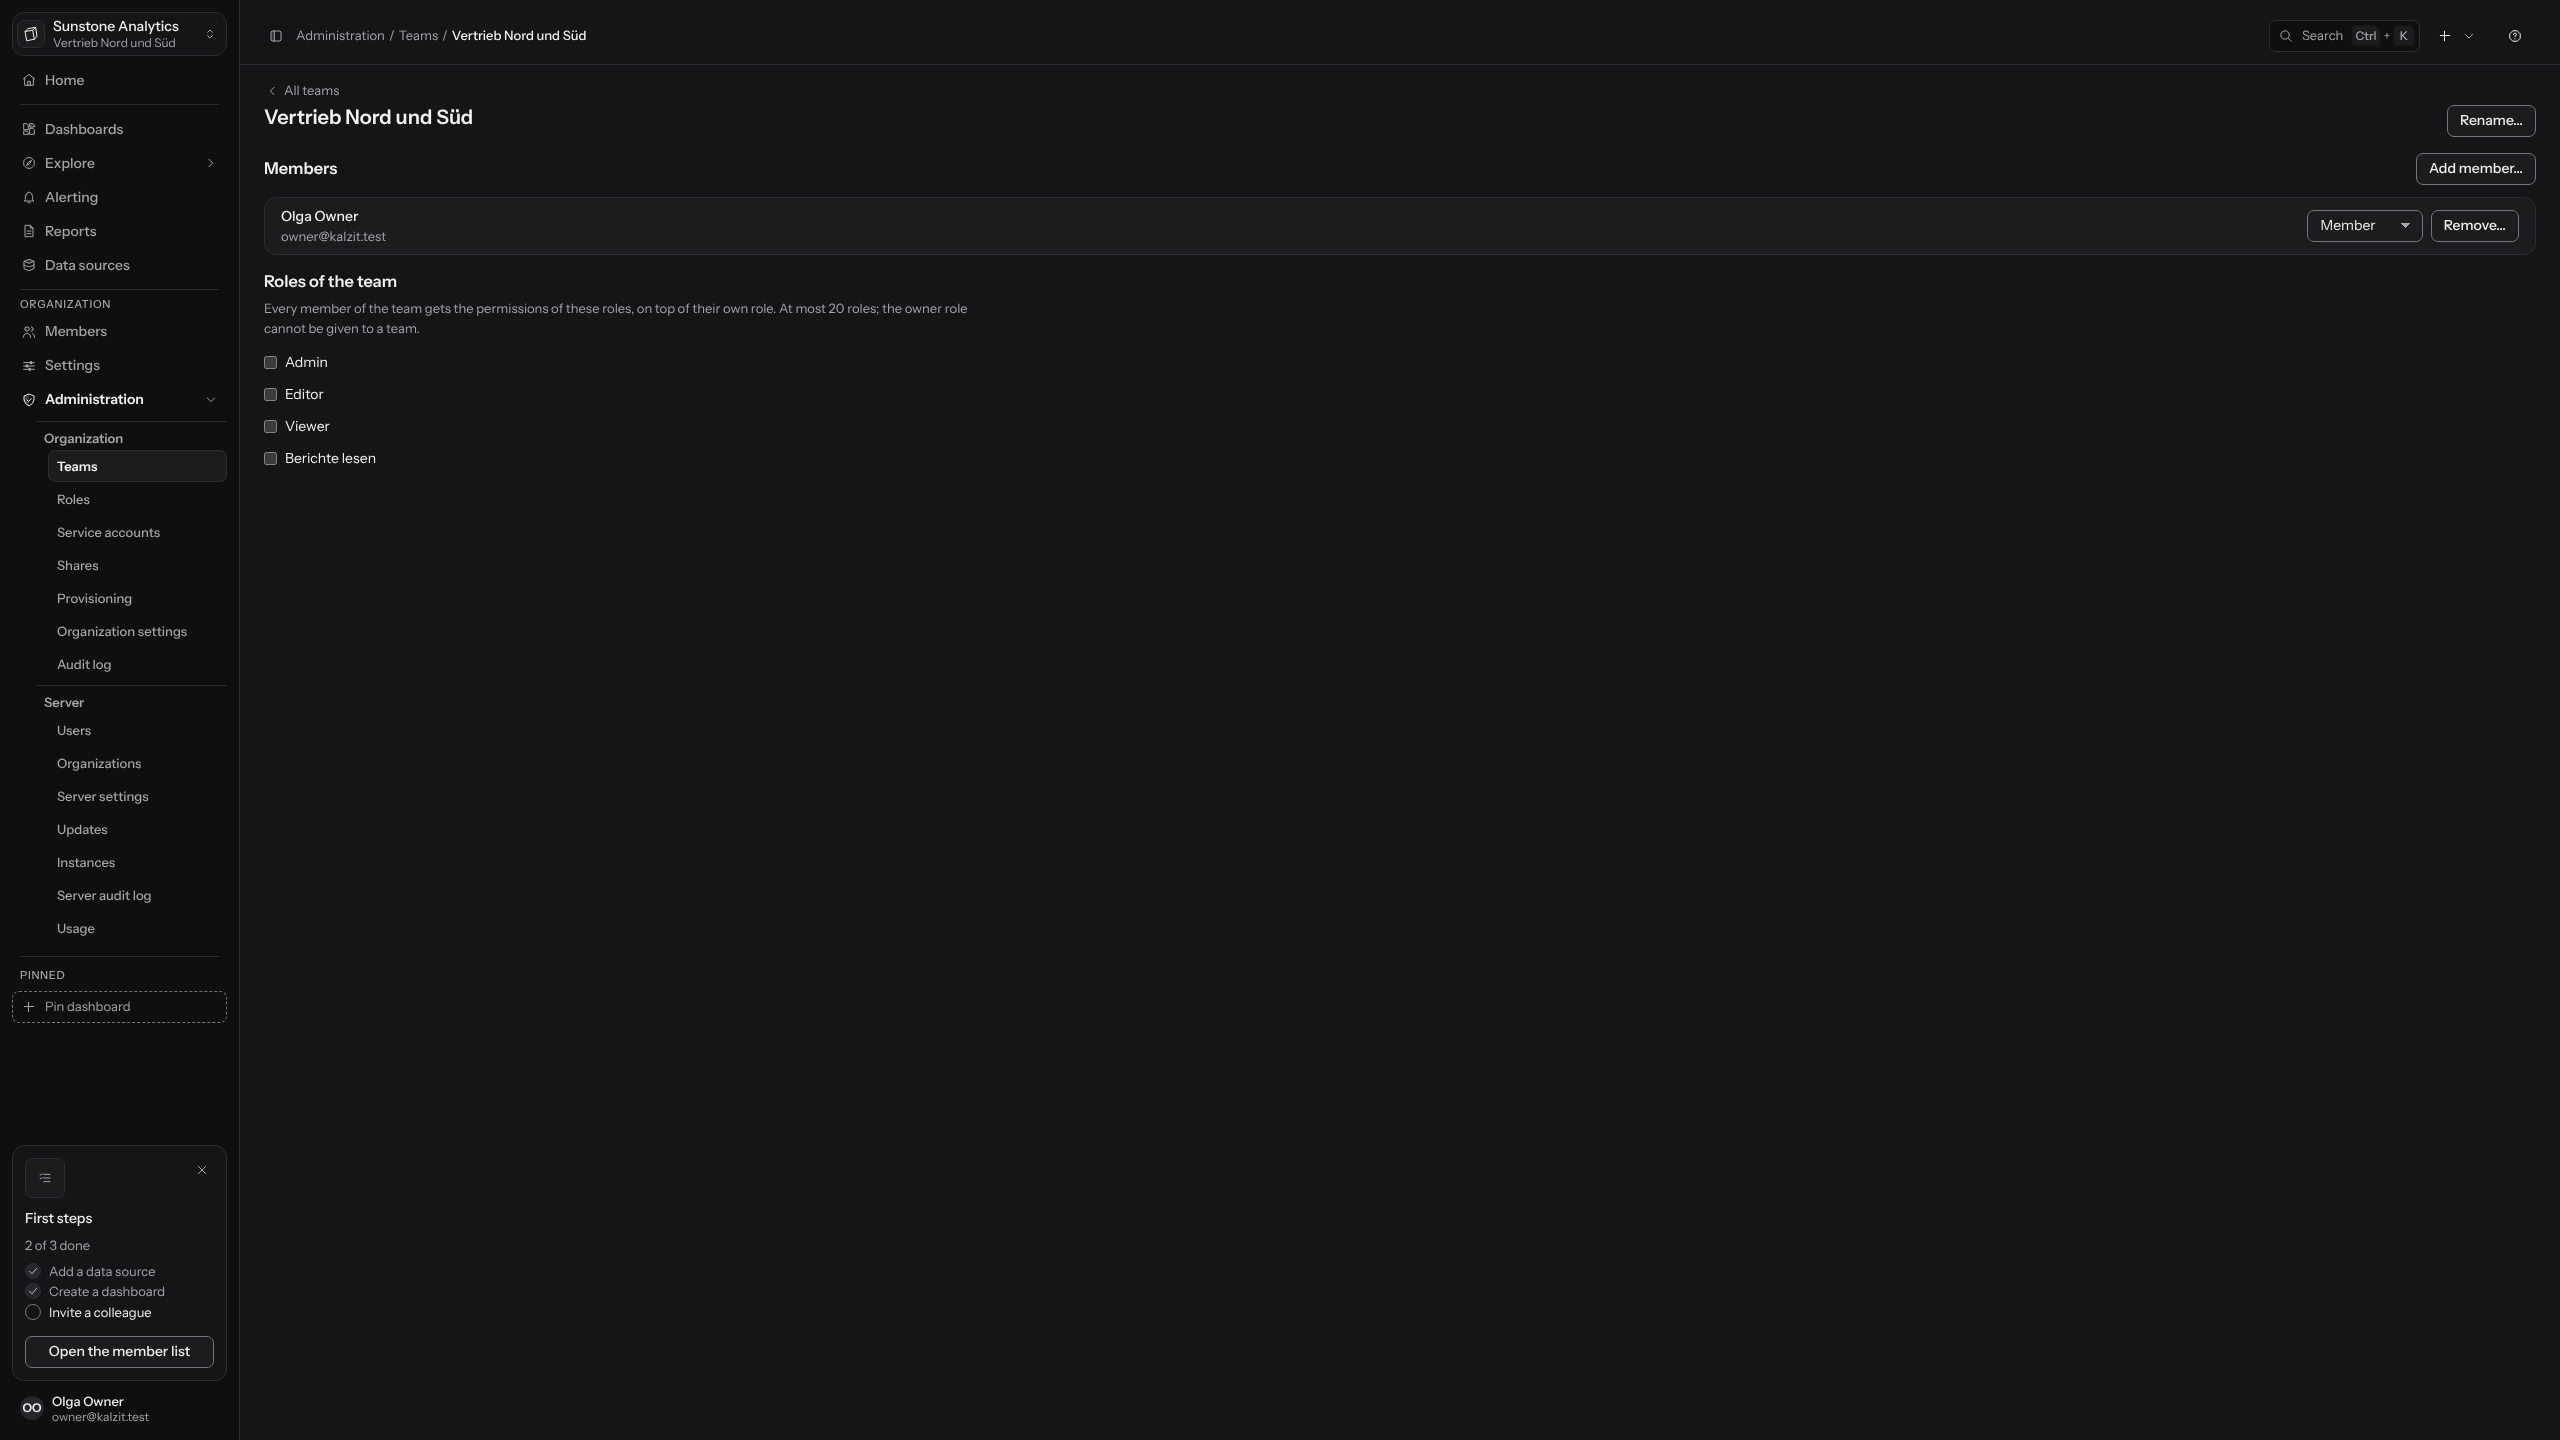 Sunstone Analytics
Vertrieb Nord und Süd
Home
Dashboards
Explore
Alerting
Reports
Data sources
ORGANIZATION
Members
Settings
Administration
Organization
Teams
Roles
Service accounts
Shares
Provisioning
Organization settings
Audit log
Server
Users
Organizations
Server settings
Updates
Instances
Server audit log
Usage
PINNED
Pin dashboard
First steps
2 of 3 done
Add a data source
Create a dashboard
Invite a colleague
Open the member list
OO
Olga Owner
owner@kalzit.test
Administration / Teams / Vertrieb Nord und Süd
Search Ctrl + K
All teams
Vertrieb Nord und Süd
Rename...
Members
Add member...
Olga Owner
owner@kalzit.test
Member
Remove...
Roles of the team
Every member of the team gets the permissions of these roles, on top of their own role. At most 20 roles; the owner role
cannot be given to a team.
Admin
Editor
Viewer
Berichte lesen